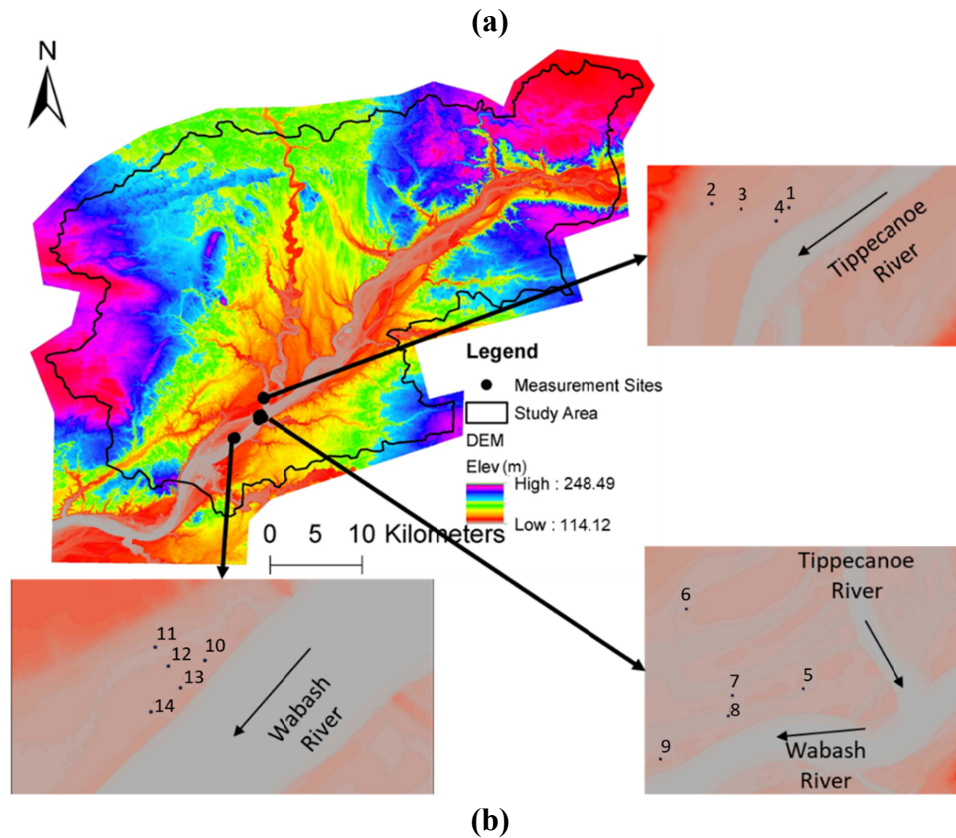 (a)
N
2
3
1
4
Tippecanoe
River
Legend
Measurement Sites
Study Area
DEM
Elev (m)
High : 248.49
Low : 114.12
0 5 10 Kilometers
Tippecanoe
River
6
7
5
8
9
Wabash
River
11
10
12
13
14
Wabash
River
(b)